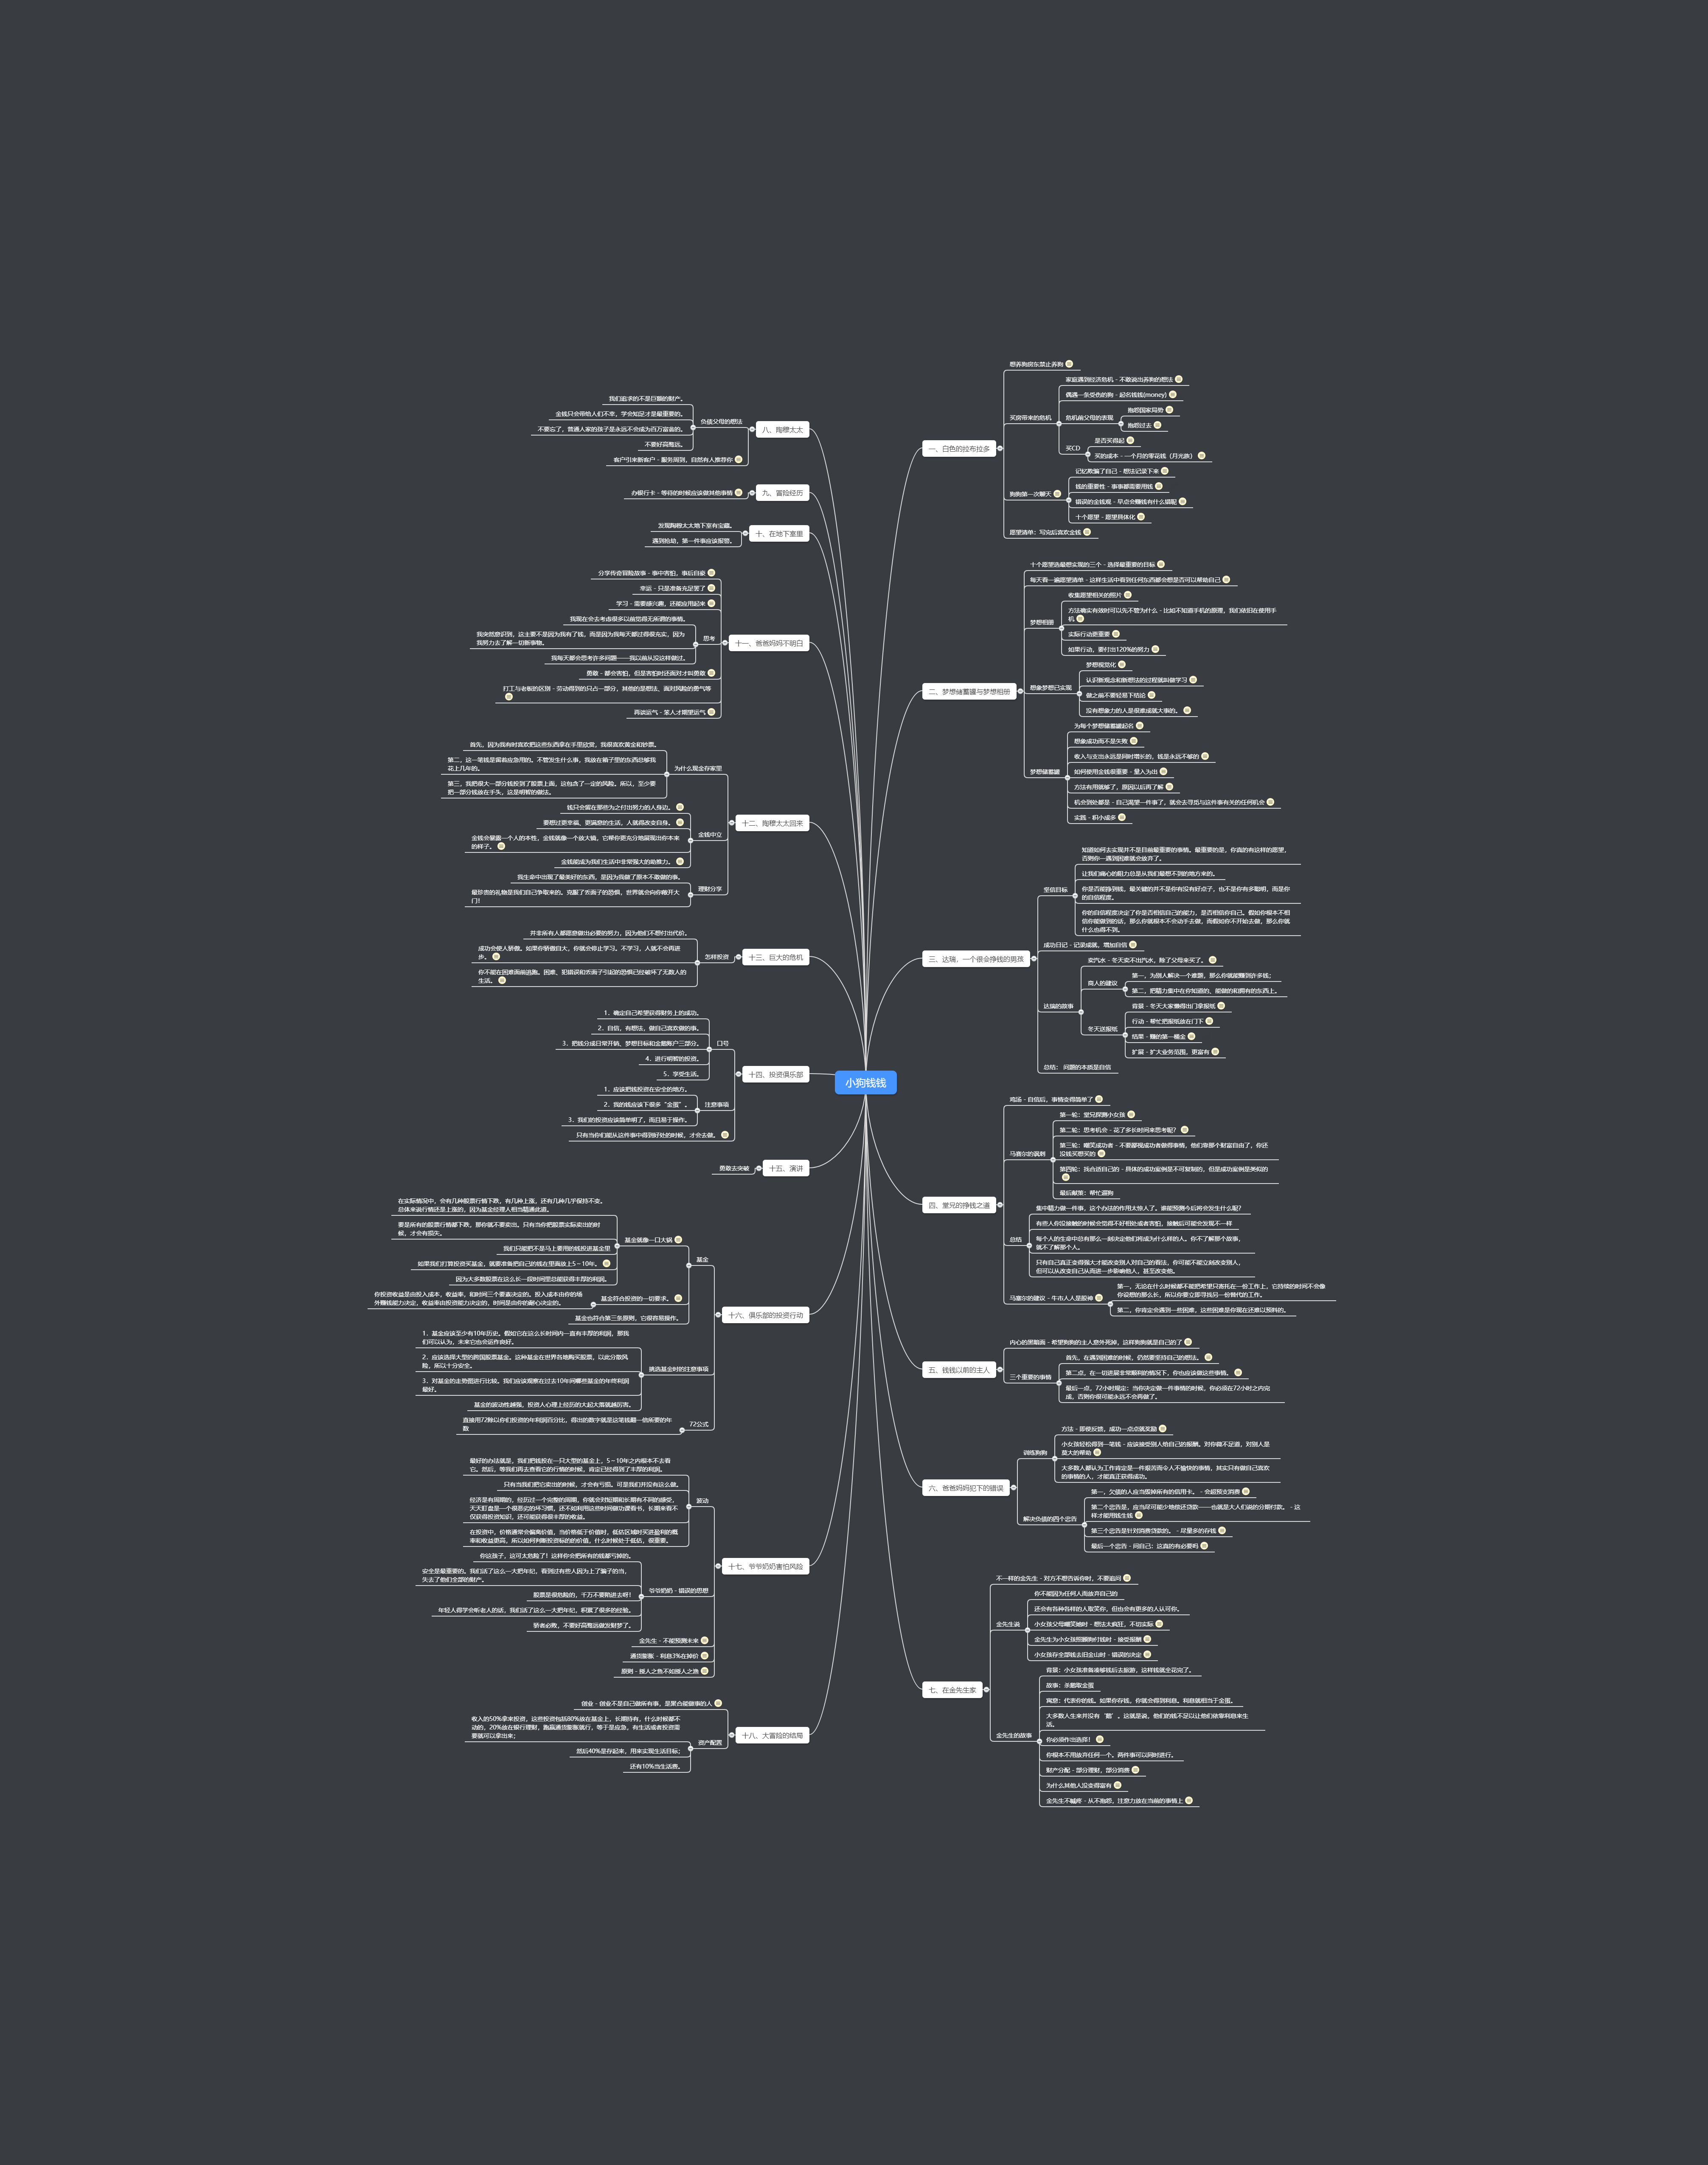 小狗钱钱
一、白色的拉布拉多
想养狗房东禁止养狗
买房带来的危机
家庭遇到经济危机 - 不敢说出养狗的想法
偶遇一条受伤的狗 - 起名钱钱(money)
危机前父母的表现
抱怨国家局势
抱怨过去
买CD
是否买得起
买的成本 - 一个月的零花钱（月光族）
狗狗第一次聊天
记忆欺骗了自己 - 想法记录下来
钱的重要性 - 事事都需要用钱
错误的金钱观 - 早点会赚钱有什么错呢
十个愿望 - 愿望具体化
愿望清单：写完后喜欢金钱
二、梦想储蓄罐与梦想相册
十个愿望选最想实现的三个 - 选择最重要的目标
每天看一遍愿望清单 - 这样生活中看到任何东西都会想是否可以帮助自己
梦想相册
收集愿望相关的照片
方法确实有效时可以先不管为什么 - 比如不知道手机的原理，我们依旧在使用手
机
实际行动更重要
如果行动，要付出120%的努力
想象梦想已实现
梦想视觉化
认识新观念和新想法的过程就叫做学习
做之前不要轻易下结论
没有想象力的人是很难成就大事的。
梦想储蓄罐
为每个梦想储蓄罐起名
想象成功而不是失败
收入与支出永远是同时增长的，钱是永远不够的
如何使用金钱很重要 - 量入为出
方法有用就够了，原因以后再了解
机会到处都是 - 自己渴望一件事了，就会去寻觅与这件事有关的任何机会
实践 - 积小成多
三、达瑞，一个很会挣钱的男孩
坚信目标
知道如何去实现并不是目前最重要的事情。最重要的是，你真的有这样的愿望，
否则你一遇到困难就会放弃了。
让我们痛心的阻力总是从我们最想不到的地方来的。
你是否能挣到钱，最关键的并不是你有没有好点子，也不是你有多聪明，而是你
的自信程度。
你的自信程度决定了你是否相信自己的能力，是否相信你自己。假如你根本不相
信你能做到的话，那么你就根本不会动手去做，而假如你不开始去做，那么你就
什么也得不到。
成功日记 - 记录成就，增加自信
达瑞的故事
卖汽水 - 冬天卖不出汽水，除了父母来买了。
商人的建议
第一，为别人解决一个难题，那么你就能赚到许多钱；
第二，把精力集中在你知道的、能做的和拥有的东西上。
冬天送报纸
背景 - 冬天大家懒得出门拿报纸
行动 - 帮忙把报纸放在门下
结果 - 赚的第一桶金
扩展 - 扩大业务范围，更富有
总结： 问题的本质是自信
四、堂兄的挣钱之道
鸡汤 - 自信后，事情变得简单了
马赛尔的讽刺
第一轮：堂兄探测小女孩
第二轮：思考机会 - 花了多长时间来思考呢？
第三轮：嘲笑成功者 - 不要鄙视成功者做得事情，他们靠那个财富自由了，你还
没钱买想买的
第四轮：找合适自己的 - 具体的成功案例是不可复制的，但是成功案例是类似的
最后献策：帮忙遛狗
总结
集中精力做一件事，这个办法的作用太惊人了。谁能预测今后将会发生什么呢？
有些人你没接触的时候会觉得不好相处或者害怕，接触后可能会发现不一样
每个人的生命中总有那么一刻决定他们将成为什么样的人。你不了解那个故事，
就不了解那个人。
只有自己真正变得强大才能改变别人对自己的看法，你可能不能立刻改变别人，
但可以从改变自己从而进一步影响他人，甚至改变他。
马塞尔的建议 - 牛市人人是股神
第一，无论在什么时候都不能把希望只寄托在一份工作上，它持续的时间不会像
你设想的那么长，所以你要立即寻找另一份替代的工作。
第二，你肯定会遇到一些困难，这些困难是你现在还难以预料的。
五、钱钱以前的主人
内心的黑暗面 - 希望狗狗的主人意外死掉，这样狗狗就是自己的了
三个重要的事情
首先，在遇到困难的时候，仍然要坚持自己的想法。
第二点，在一切进展非常顺利的情况下，你也应该做这些事情。
最后一点，72小时规定：当你决定做一件事情的时候，你必须在72小时之内完
成，否则你很可能永远不会再做了。
六、爸爸妈妈犯下的错误
训练狗狗
方法 - 即使反馈，成功一点点就奖励
小女孩轻松得到一笔钱 - 应该接受别人给自己的报酬。对你微不足道，对别人是
莫大的帮助
大多数人都认为工作肯定是一件艰苦而令人不愉快的事情，其实只有做自己喜欢
的事情的人，才能真正获得成功。
解决负债的四个忠告
第一，欠债的人应当毁掉所有的信用卡。 - 会超预支消费
第二个忠告是，应当尽可能少地偿还贷款——也就是大人们说的分期付款。 - 这
样才能用钱生钱
第三个忠告是针对消费贷款的。 - 尽量多的存钱
最后一个忠告 - 问自己：这真的有必要吗
七、在金先生家
不一样的金先生 - 对方不想告诉你时，不要追问
金先生说
你不能因为任何人而放弃自己的
还会有各种各样的人取笑你，但也会有更多的人认可你。
小女孩父母嘲笑她时 - 想法太疯狂，不切实际
金先生为小女孩照顾狗付钱时 - 接受报酬
小女孩存全部钱去旧金山时 - 错误的决定
金先生的故事
背景：小女孩准备凑够钱后去旅游，这样钱就全花完了。
故事：杀鹅取金蛋
寓意：代表你的钱。如果你存钱，你就会得到利息。利息就相当于金蛋。
大多数人生来并没有‘鹅’。这就是说，他们的钱不足以让他们依靠利息来生
活。
你必须作出选择！
你根本不用放弃任何一个。两件事可以同时进行。
财产分配 - 部分理财，部分消费
为什么其他人没变得富有
金先生不喊疼 - 从不抱怨，注意力放在当前的事情上
八、陶穆太太
负债父母的想法
我们追求的不是巨额的财产。
金钱只会带给人们不幸，学会知足才是最重要的。
不要忘了，普通人家的孩子是永远不会成为百万富翁的。
不要好高骛远。
客户引来新客户 - 服务周到，自然有人推荐你
九、冒险经历
办银行卡 - 等待的时候应该做其他事情
十、在地下室里
发现陶穆太太地下室有宝藏。
遇到抢劫，第一件事应该报警。
十一、爸爸妈妈不明白
分享传奇冒险故事 - 事中害怕，事后自豪
幸运 - 只是准备充足罢了
学习 - 需要感兴趣，还能应用起来
思考
我现在会去考虑很多以前觉得无所谓的事情。
我突然意识到，这主要不是因为我有了钱，而是因为我每天都过得很充实，因为
我努力去了解一切新事物。
我每天都会思考许多问题——我以前从没这样做过。
勇敢 - 都会害怕，但是害怕时还面对才叫勇敢
打工与老板的区别 - 劳动得到的只占一部分，其他的是想法、面对风险的勇气等
再谈运气 - 笨人才期望运气
十二、陶穆太太回来
为什么现金存家里
首先，因为我有时喜欢把这些东西拿在手里欣赏，我很喜欢黄金和钞票。
第二，这一笔钱是留着应急用的。不管发生什么事，我放在箱子里的东西总够我
花上几年的。
第三，我把很大一部分钱投到了股票上面，这包含了一定的风险。所以，至少要
把一部分钱放在手头，这是明智的做法。
金钱中立
钱只会留在那些为之付出努力的人身边。
要想过更幸福、更满意的生活，人就得改变自身。
金钱会暴露一个人的本性，金钱就像一个放大镜，它帮你更充分地展现出你本来
的样子。
金钱能成为我们生活中非常强大的助推力。
理财分享
我生命中出现了最美好的东西，是因为我做了原本不敢做的事。
最珍贵的礼物是我们自己争取来的。克服了丢面子的恐惧，世界就会向你敞开大
门！
十三、巨大的危机
怎样投资
并非所有人都愿意做出必要的努力，因为他们不想付出代价。
成功会使人骄傲。如果你骄傲自大，你就会停止学习。不学习，人就不会再进
步。
你不能在困难面前逃跑。困难、犯错误和丢面子引起的恐惧已经破坏了无数人的
生活。
十四、投资俱乐部
口号
1、确定自己希望获得财务上的成功。
2、自信，有想法，做自己喜欢做的事。
3、把钱分成日常开销、梦想目标和金鹅账户三部分。
4、进行明智的投资。
5、享受生活。
注意事项
1、应该把钱投资在安全的地方。
2、我的钱应该下很多“金蛋”。
3、我们的投资应该简单明了，而且易于操作。
只有当你们能从这件事中得到好处的时候，才会去做。
十五、演讲
勇敢去突破
十六、俱乐部的投资行动
基金
基金就像一口大锅
在实际情况中，会有几种股票行情下跌，有几种上涨，还有几种几乎保持不变。
总体来说行情还是上涨的，因为基金经理人相当精通此道。
要是所有的股票行情都下跌，那你就不要卖出。只有当你把股票实际卖出的时
候，才会有损失。
我们只能把不是马上要用的钱投进基金里
如果我们打算投资买基金，就要准备把自己的钱在里面放上5～10年。
因为大多数股票在这么长一段时间里总能获得丰厚的利润。
基金符合投资的一切要求。
你投资收益是由投入成本，收益率，和时间三个要素决定的。投入成本由你的场
外赚钱能力决定，收益率由投资能力决定的，时间是由你的耐心决定的。
基金也符合第三条原则，它很容易操作。
挑选基金时的注意事项
1、基金应该至少有10年历史。假如它在这么长时间内一直有丰厚的利润，那我
们可以认为，未来它也会运作良好。
2、应该选择大型的跨国股票基金。这种基金在世界各地购买股票，以此分散风
险，所以十分安全。
3、对基金的走势图进行比较。我们应该观察在过去10年间哪些基金的年终利润
最好。
基金的波动性越强，投资人心理上经历的大起大落就越厉害。
72公式
直接用72除以你们投资的年利润百分比，得出的数字就是这笔钱翻一倍所要的年
数
十七、爷爷奶奶害怕风险
波动
最好的办法就是，我们把钱投在一只大型的基金上，5～10年之内根本不去看
它。然后，等我们再去查看它的行情的时候，肯定已经得到了丰厚的利润。
只有当我们把它卖出的时候，才会有亏损。可是我们并没有这么做。
经济是有周期的，经历过一个完整的周期，你就会对短期和长期有不同的感受，
天天盯盘是一个很恶劣的坏习惯，还不如利用这些时间做功课看书，长期来看不
仅获得投资知识，还可能获得很丰厚的收益。
在投资中，价格通常会偏离价值，当价格低于价值时，低估区域时买进盈利的概
率和收益更高，所以如何判断投资标的的价值，什么时候处于低估，很重要。
爷爷奶奶 - 错误的思想
你这孩子，这可太危险了！这样你会把所有的钱都亏掉的。
安全是最重要的。我们活了这么一大把年纪，看到过有些人因为上了骗子的当，
失去了他们全部的财产。
股票是很危险的，千万不要陷进去呀！
年轻人得学会听老人的话，我们活了这么一大把年纪，积累了很多的经验。
骄者必败，不要好高骛远做发财梦了。
金先生 - 不能预测未来
通货膨胀 - 利息3%在掉价
原则 - 授人之鱼不如授人之渔
十八、大冒险的结局
创业 - 创业不是自己做所有事，是聚合能做事的人
资产配置
收入的50%拿来投资，这些投资包括80%放在基金上，长期持有，什么时候都不
动的，20%放在银行理财，跑赢通货膨胀就行，等于是应急，有生活或者投资需
要就可以拿出来；
然后40%是存起来，用来实现生活目标；
还有10%当生活费。